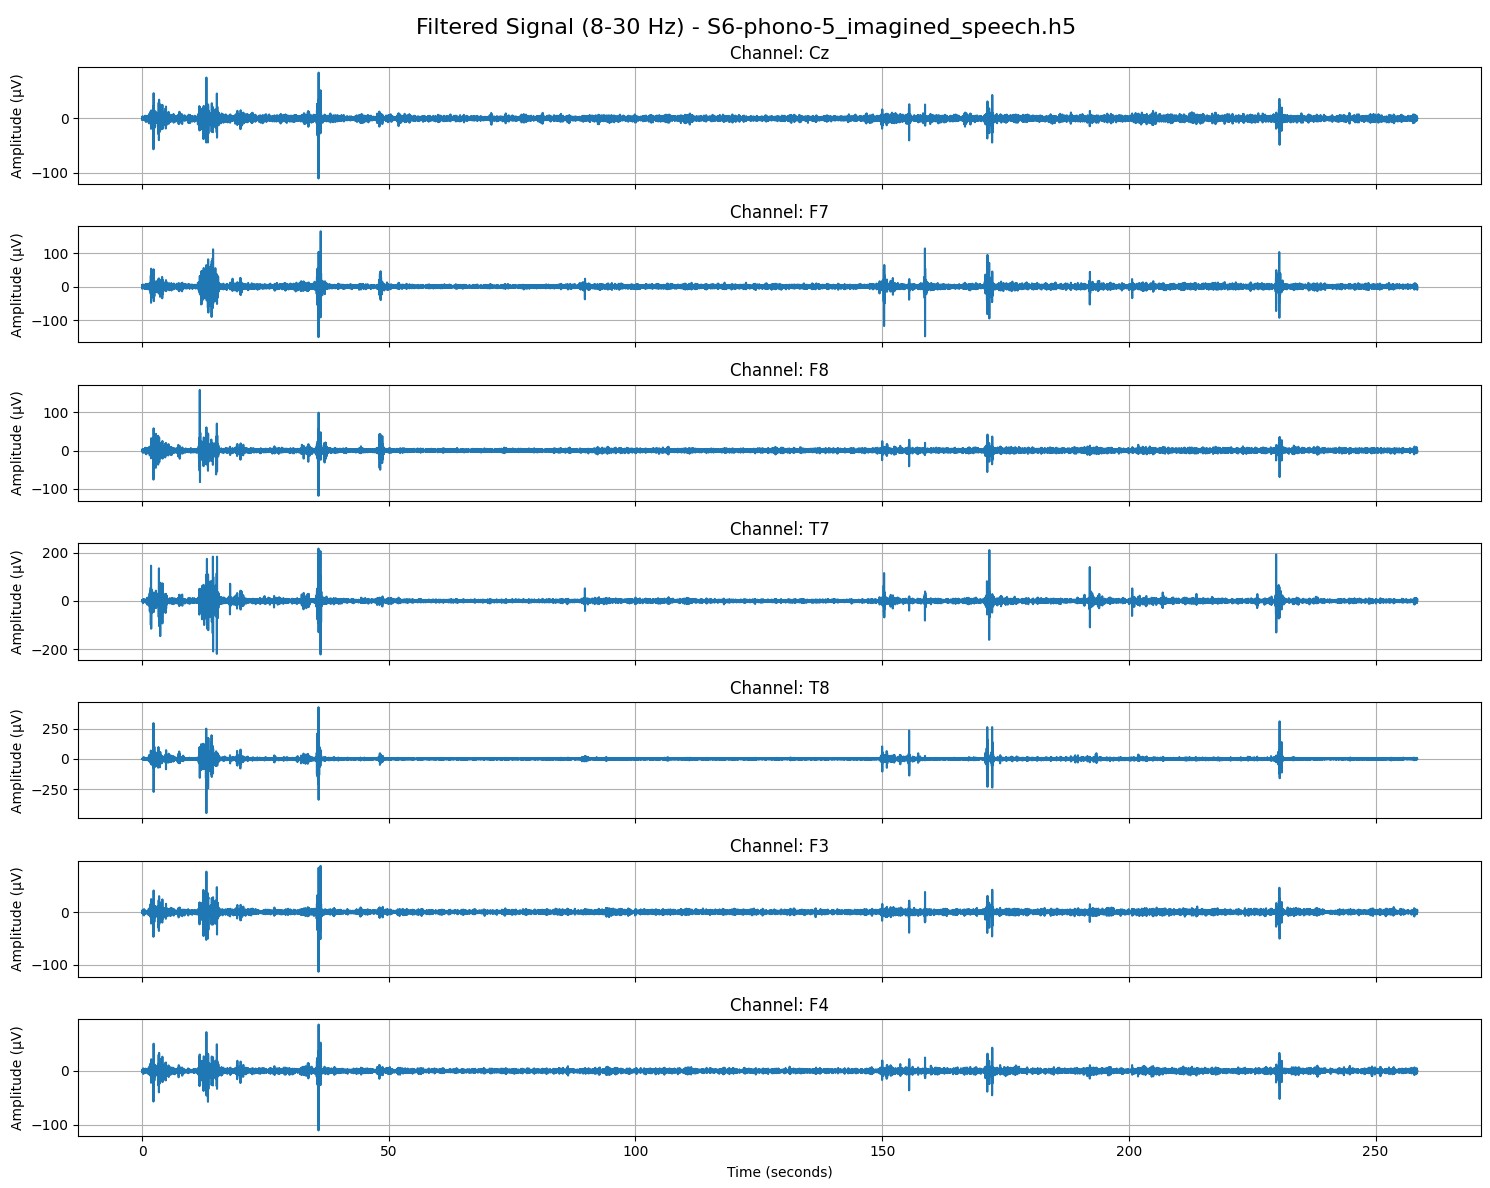 Filtered Signal (8-30 Hz) - S6-phono-5_imagined_speech.h5
Channel: Cz
Amplitude (µV)
0
−100
Channel: F7
Amplitude (µV)
100
0
−100
Channel: F8
Amplitude (µV)
100
0
−100
Channel: T7
Amplitude (µV)
200
0
−200
Channel: T8
Amplitude (µV)
250
0
−250
Channel: F3
Amplitude (µV)
0
−100
Channel: F4
Amplitude (µV)
0
−100
0 50 100 150 200 250
Time (seconds)